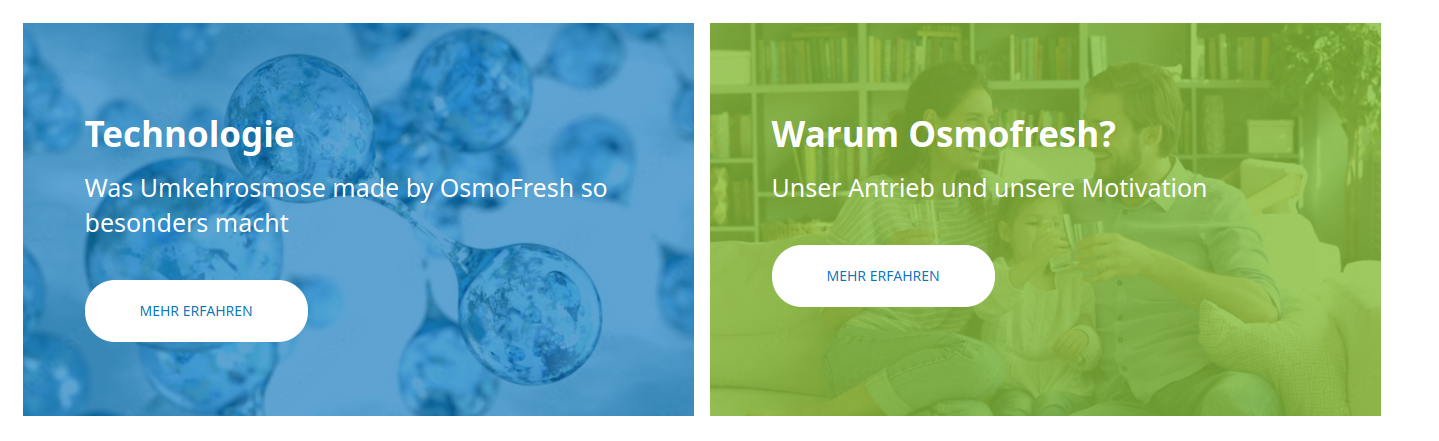 Technologie
Was Umkehrosmose made by OsmoFresh so
besonders macht
MEHR ERFAHREN
Warum Osmofresh?
Unser Antrieb und unsere Motivation
MEHR ERFAHREN